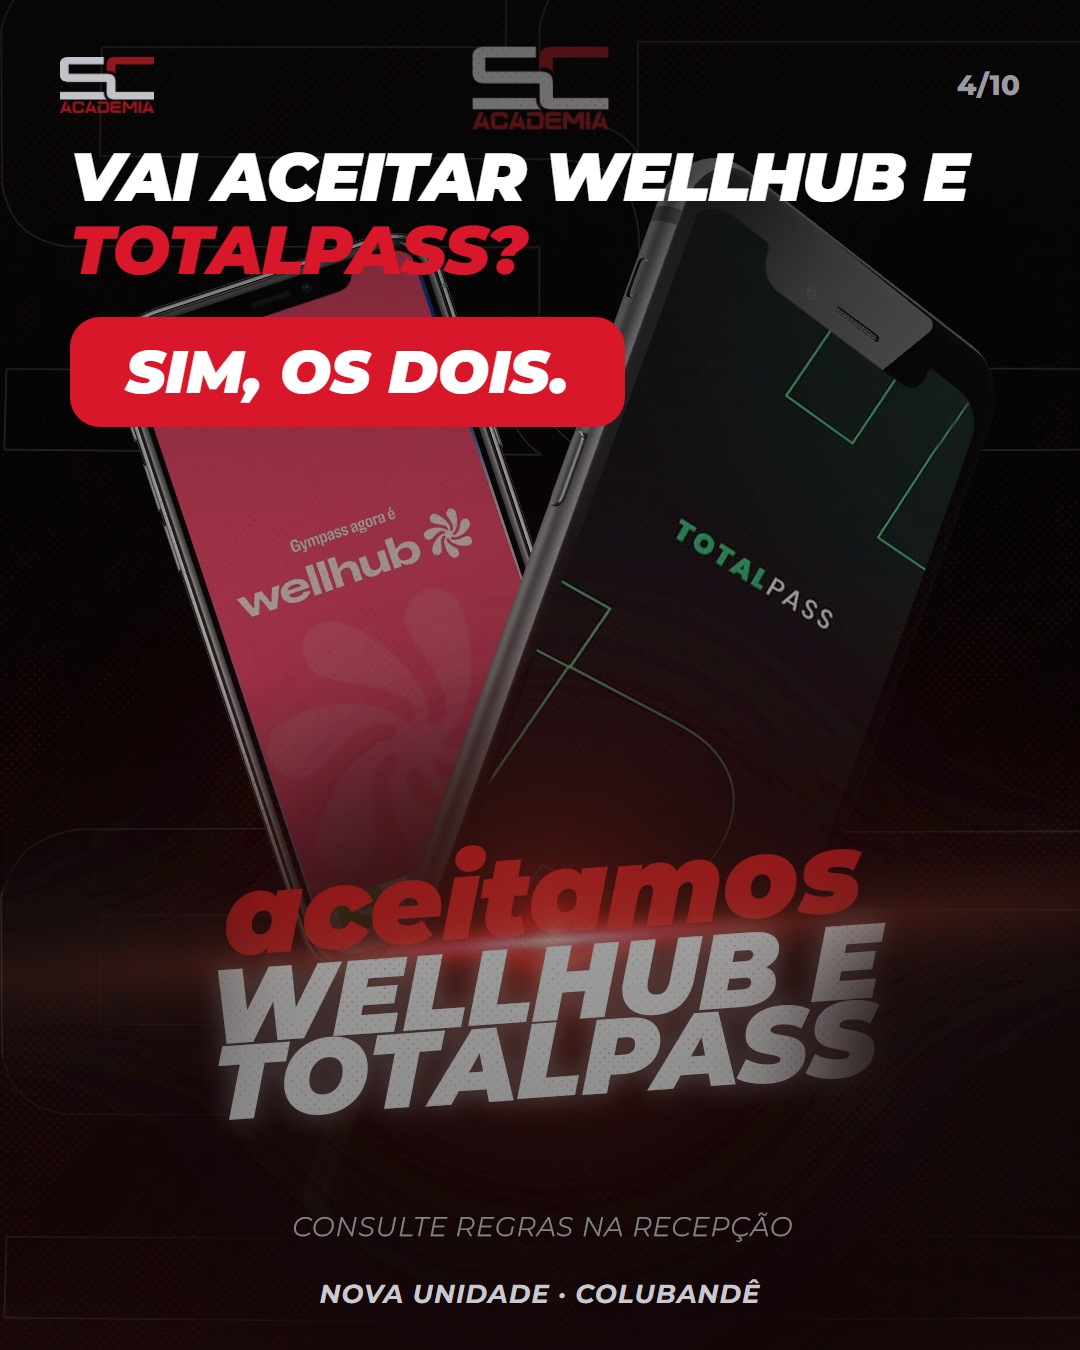 SC
ACADEMIA
SC
ACADEMIA
4/10
VAI ACEITAR WELLHUB E
TOTALPASS?
SIM, OS DOIS.
Gympass agora é
wellhub
TOTALPASS
aceitamos
WELLHUB E
TOTALPASS
CONSULTE REGRAS NA RECEPÇÃO
NOVA UNIDADE · COLUBANDÊ